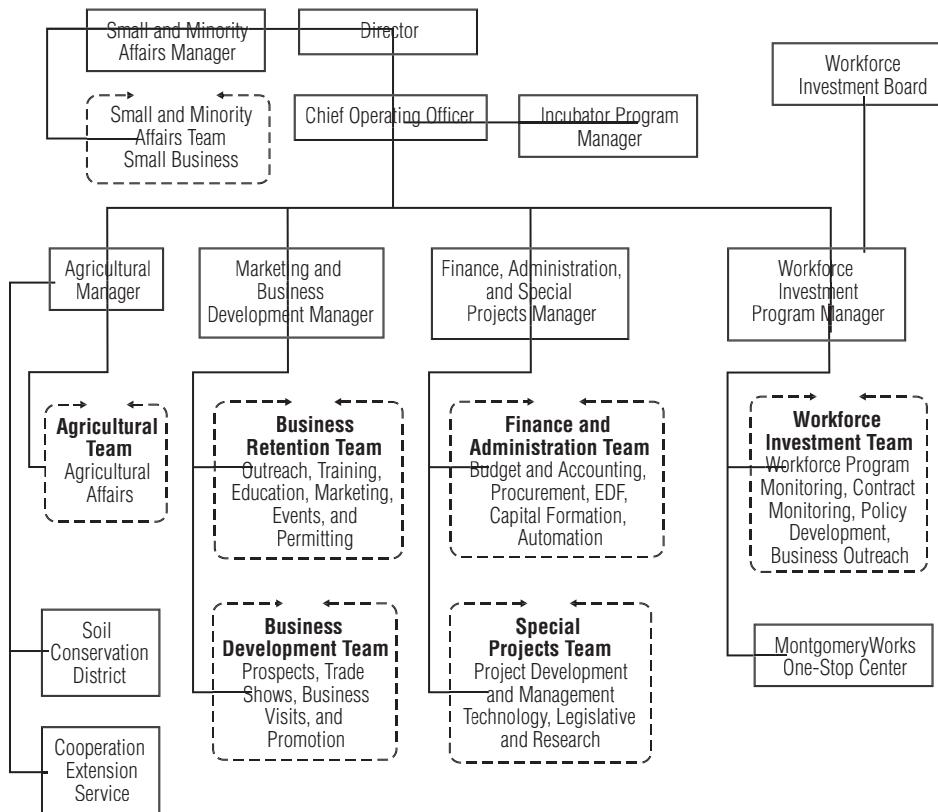 Small and Minority
Affairs Manager
Director
Workforce
Investment Board
Small and Minority
Affairs Team
Small Business
Chief Operating Officer
Incubator Program
Manager
Agricultural
Manager
Marketing and
Business
Development Manager
Finance, Administration,
and Special
Projects Manager
Workforce
Investment
Program Manager
Agricultural
Team
Agricultural
Affairs
Business
Retention Team
Outreach, Training,
Education, Marketing,
Events, and
Permitting
Finance and
Administration Team
Budget and Accounting,
Procurement, EDF,
Capital Formation,
Automation
Workforce
Investment Team
Workforce Program
Monitoring, Contract
Monitoring, Policy
Development,
Business Outreach
Soil
Conservation
District
Business
Development Team
Prospects, Trade
Shows, Business
Visits, and
Promotion
Special
Projects Team
Project Development
and Management
Technology, Legislative
and Research
MontgomeryWorks
One-Stop Center
Cooperation
Extension
Service